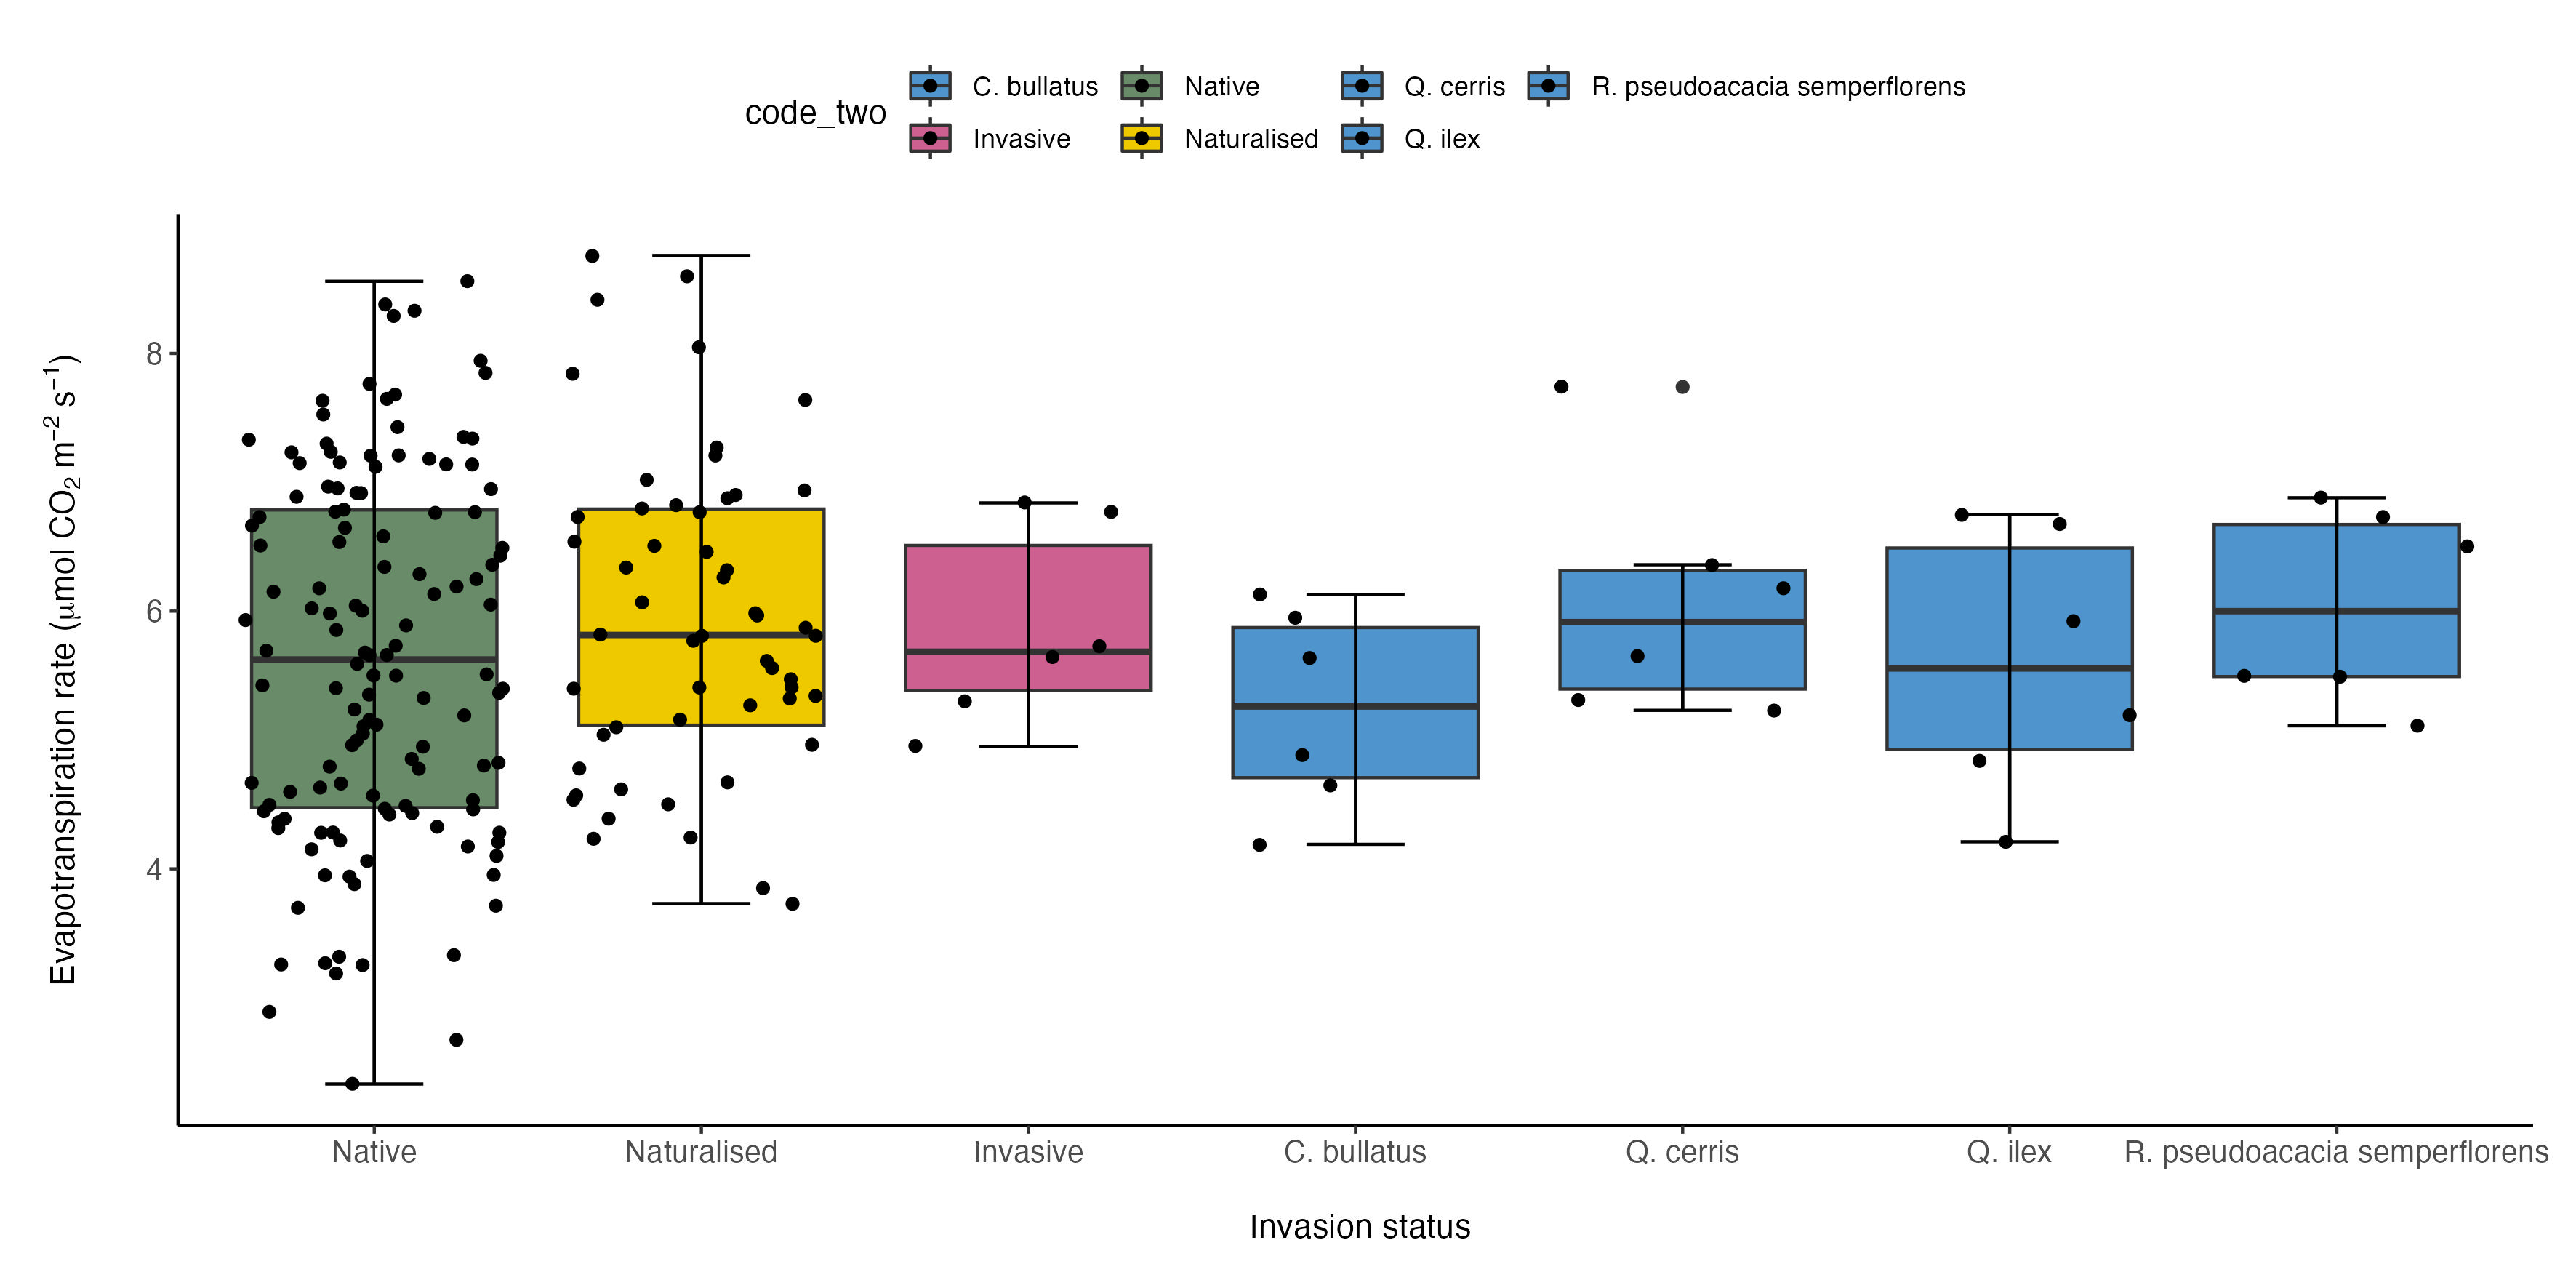 code_two
C. bullatus Native Q. cerris R. pseudoacacia semperflorens
Invasive Naturalised Q. ilex
Evapotranspiration rate (μmol CO₂ m⁻² s⁻¹)
8
6
4
Native Naturalised Invasive C. bullatus Q. cerris Q. ilex R. pseudoacacia semperflorens
Invasion status